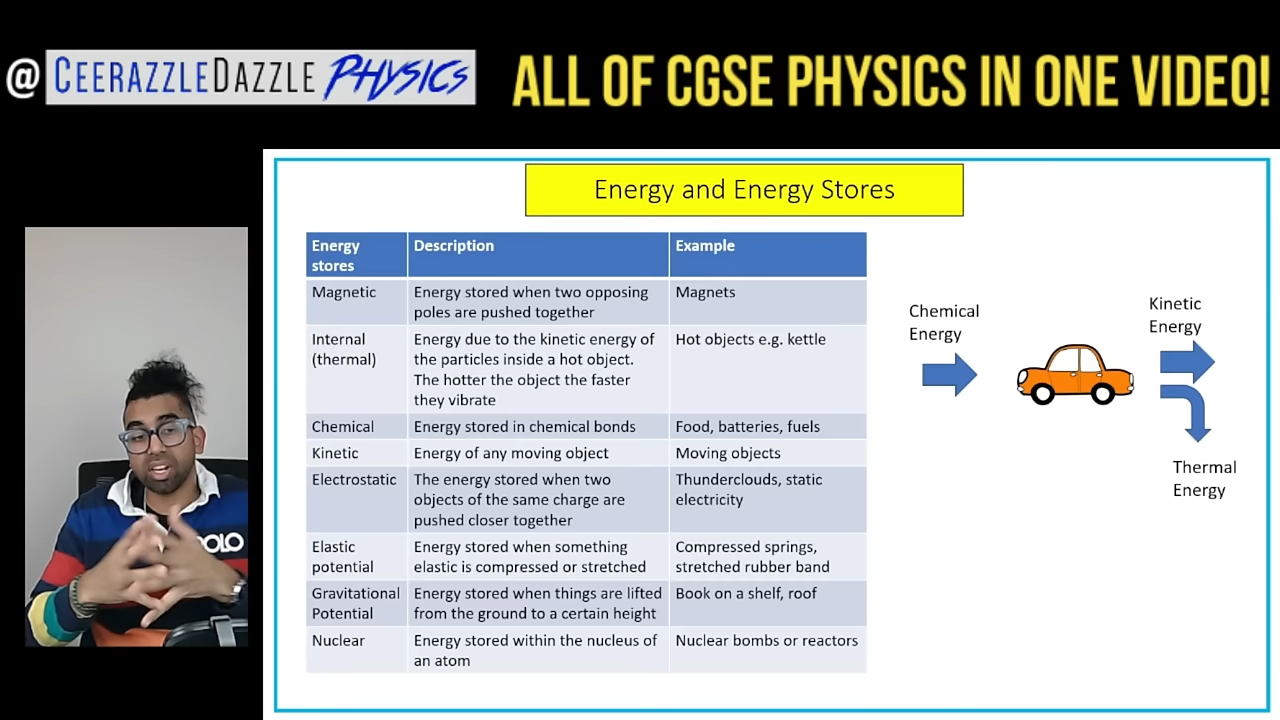 @ CEERAZZLEDAZZLE PHYSICS
ALL OF CGSE PHYSICS IN ONE VIDEO!
Energy and Energy Stores
Energy
stores
Description
Example
Magnetic
Energy stored when two opposing
poles are pushed together
Magnets
Internal
(thermal)
Energy due to the kinetic energy of
the particles inside a hot object.
The hotter the object the faster
they vibrate
Hot objects e.g. kettle
Chemical
Energy stored in chemical bonds
Food, batteries, fuels
Kinetic
Energy of any moving object
Moving objects
Electrostatic
The energy stored when two
objects of the same charge are
pushed closer together
Thunderclouds, static
electricity
Elastic
potential
Energy stored when something
elastic is compressed or stretched
Compressed springs,
stretched rubber band
Gravitational
Potential
Energy stored when things are lifted
from the ground to a certain height
Book on a shelf, roof
Nuclear
Energy stored within the nucleus of
an atom
Nuclear bombs or reactors
Chemical
Energy
Kinetic
Energy
Thermal
Energy
OLO